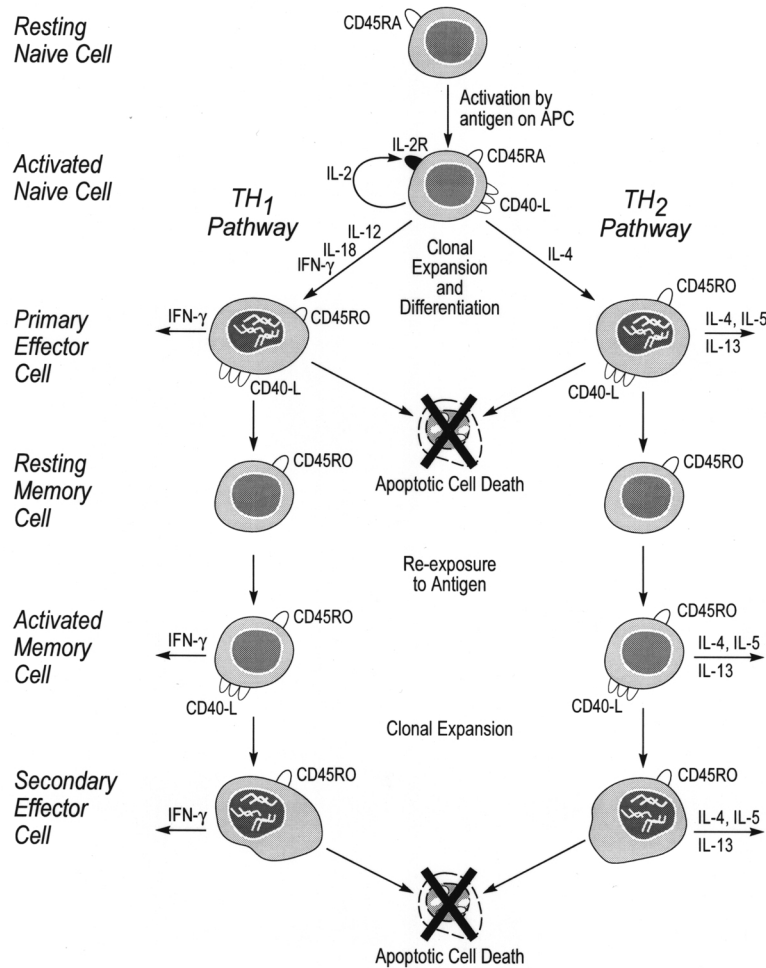 Resting
Naive Cell
CD45RA
Activation by
antigen on APC
Activated
Naive Cell
IL-2R
CD45RA
IL-2
CD40-L
TH1
Pathway
TH2
Pathway
IL-12
IL-18
IFN-γ
Clonal
Expansion
and
Differentiation
IL-4
Primary
Effector
Cell
IFN-γ
CD45RO
CD40-L
CD45RO
IL-4, IL-5
IL-13
CD40-L
Apoptotic Cell Death
Resting
Memory
Cell
CD45RO
CD45RO
Re-exposure
to Antigen
Activated
Memory
Cell
IFN-γ
CD45RO
CD40-L
CD45RO
IL-4, IL-5
IL-13
CD40-L
Clonal Expansion
Secondary
Effector
Cell
IFN-γ
CD45RO
CD45RO
IL-4, IL-5
IL-13
Apoptotic Cell Death